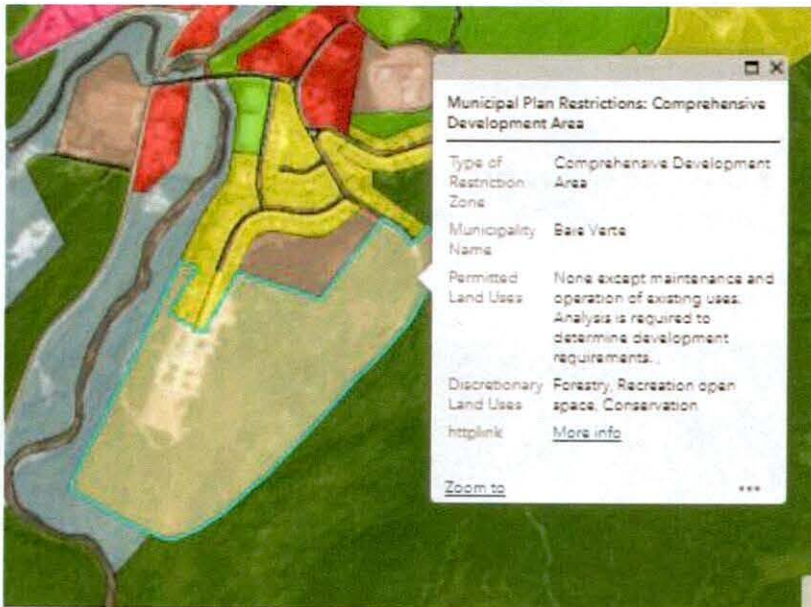 Municipal Plan Restrictions: Comprehensive
Development Area
Type of
Restriction
Zone
Comprehensive Development
Area
Municipality
Name
Baie Verte
Permitted
Land Uses
None except maintenance and
operation of existing uses.
Analysis is required to
determine development
requirements. .
Discretionary
Land Uses
Forestry, Recreation open
space, Conservation
httplink
More info
Zoom to